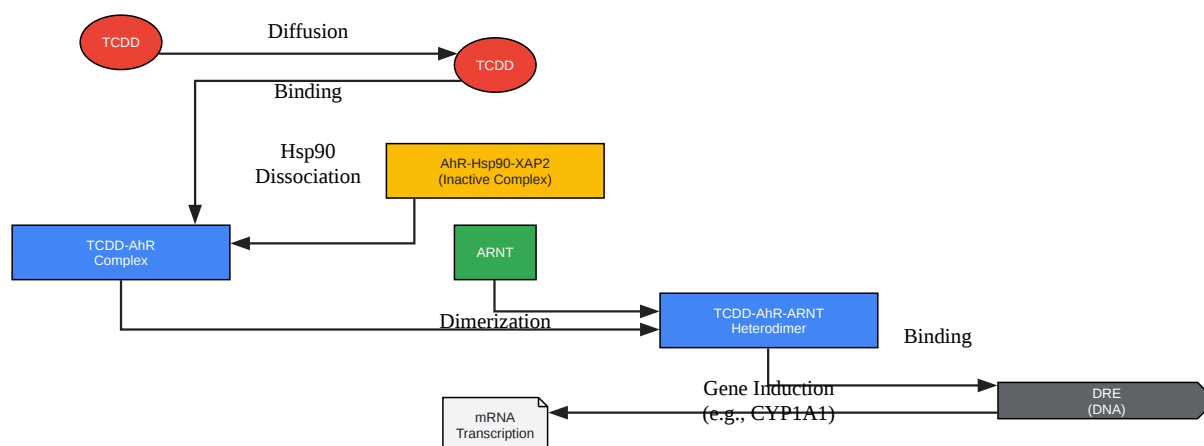 TCDD
Diffusion
TCDD
Binding
Hsp90
Dissociation
AhR-Hsp90-XAP2
(Inactive Complex)
TCDD-AhR
Complex
ARNT
Dimerization
TCDD-AhR-ARNT
Heterodimer
Binding
Gene Induction
(e.g., CYP1A1)
DRE
(DNA)
mRNA
Transcription